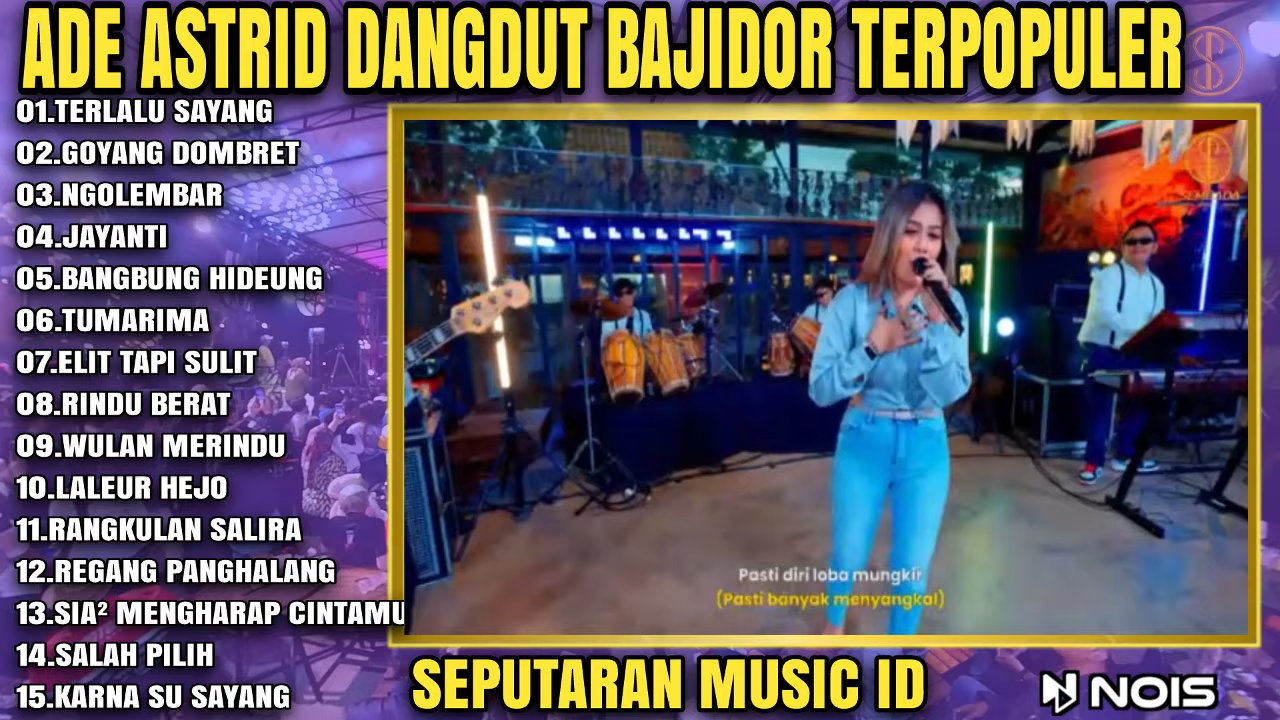 ADE ASTRID DANGDUT BAJIDOR TERPOPULER
01.TERLALU SAYANG
02.GOYANG DOMBRET
03.NGOLEMBAR
04.JAYANTI
05.BANGBUNG HIDEUNG
06.TUMARIMA
07.ELIT TAPI SULIT
08.RINDU BERAT
09.WULAN MERINDU
10.LALEUR HEJO
11.RANGKULAN SALIRA
12.REGANG PANGHALANG
13.SIA² MENGHARAP CINTAMU
14.SALAH PILIH
15.KARNA SU SAYANG
SEMBADA
Pasti diri loba mungkir
(Pasti banyak menyangkal)
SEPUTARAN MUSIC ID
NOIS